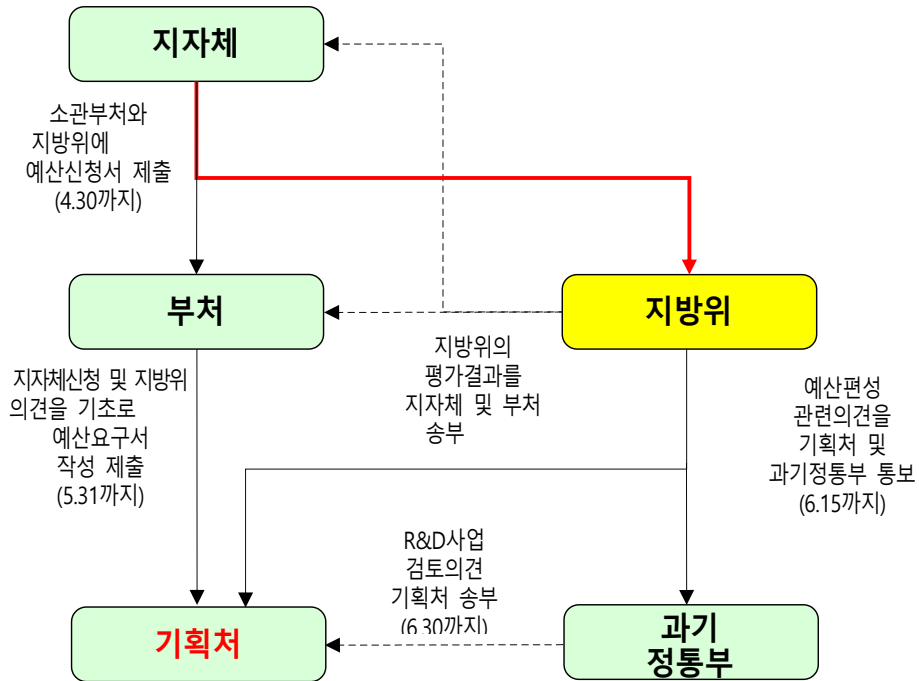 지자체
소관부처와
지방위에
예산신청서 제출
(4.30까지)
부처
지방위
지자체신청 및 지방위
의견을 기초로
예산요구서
작성 제출
(5.31까지)
지방위의
평가결과를
지자체 및 부처
송부
예산편성
관련의견을
기획처 및
과기정통부 통보
(6.15까지)
R&D사업
검토의견
기획처 송부
(6.30까지)
기획처
과기
정통부